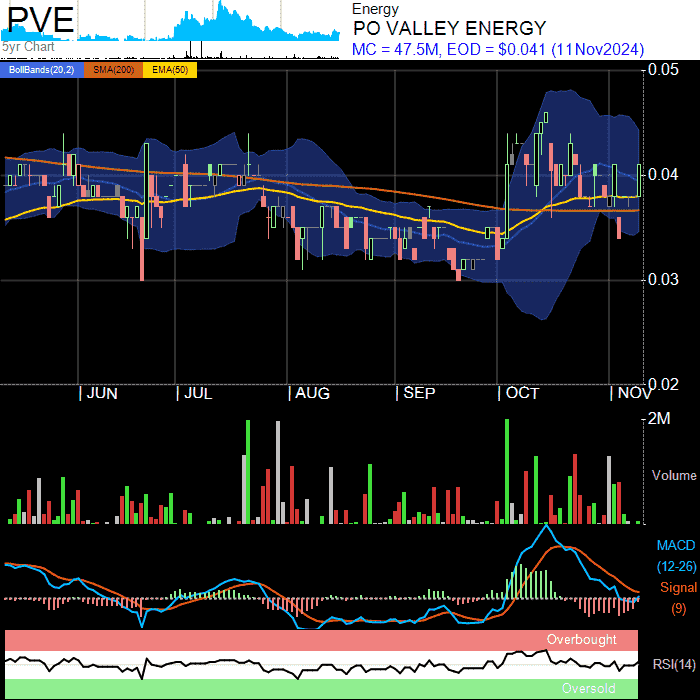 PVE
5yr Chart
Energy
PO VALLEY ENERGY
MC = 47.5M, EOD = $0.041 (11Nov2024)
BollBands(20,2) SMA(200) EMA(50)
0.05
0.04
0.03
0.02
JUN JUL AUG SEP OCT NOV
2M
Volume
MACD
(12-26)
Signal
(9)
Overbought
RSI(14)
Oversold